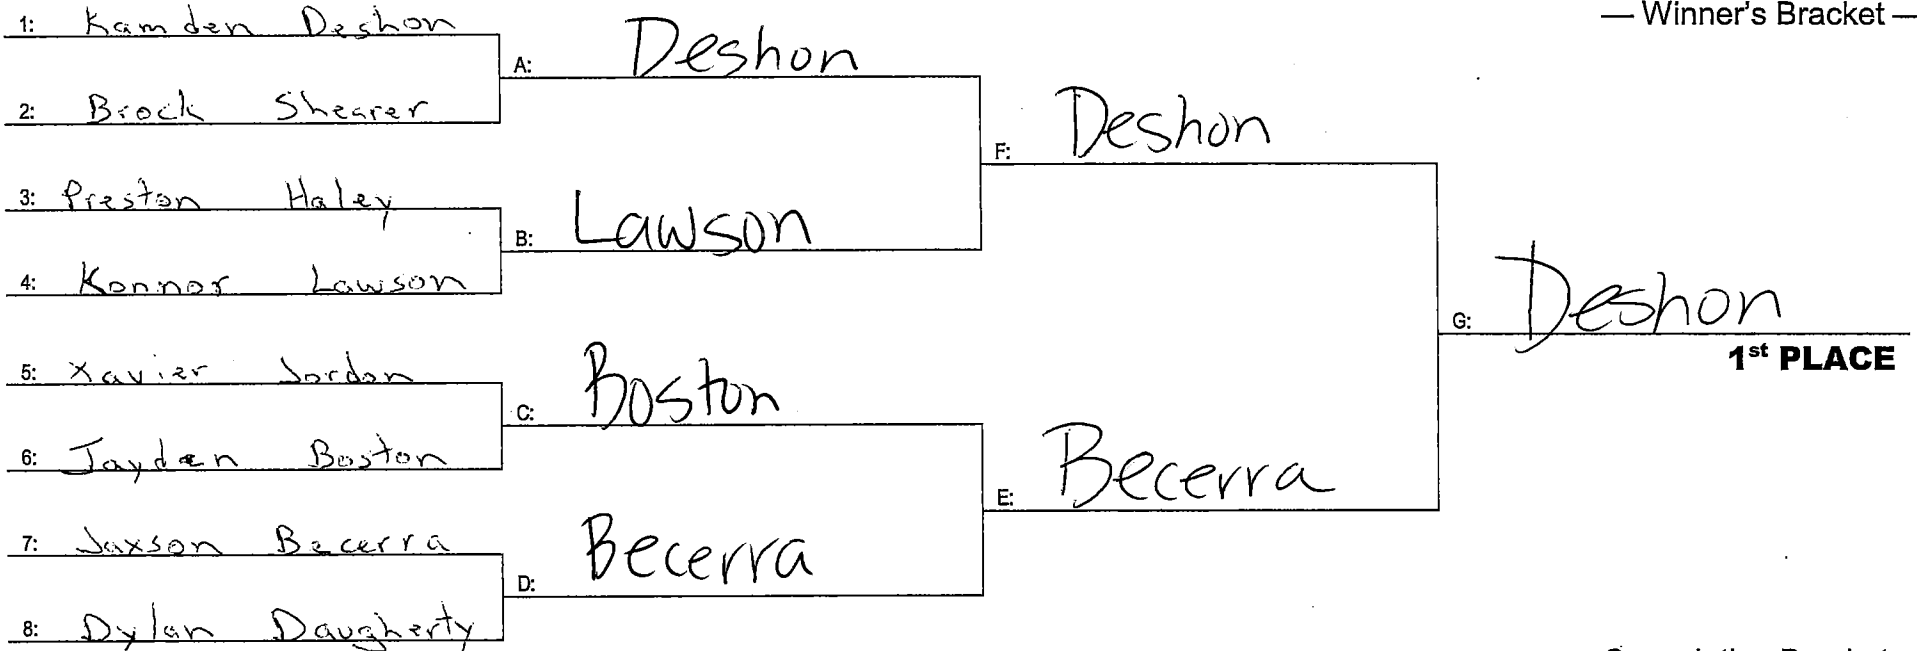 — Winner's Bracket —
1: Kamden Deshon
A: Deshon
2: Brock Shearer
F: Deshon
3: Preston Haley
B: Lawson
4: Konnor Lawson
G: Deshon
1st PLACE
5: Xavier Jordon
C: Boston
6: Jayden Boston
E: Becerra
7: Jaxson Becerra
D: Becerra
8: Dylan Daugherty